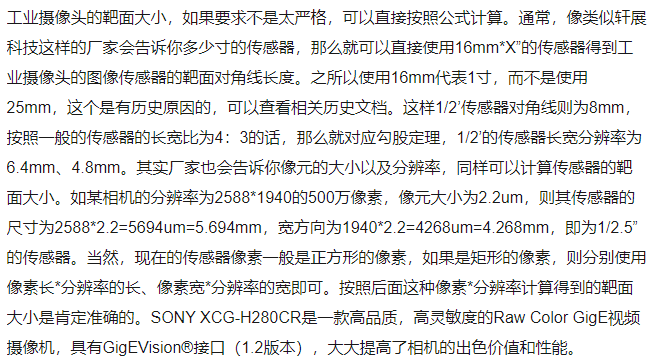 工业摄像头的靶面大小，如果要求不是太严格，可以直接按照公式计算。通常，像类似轩展
科技这样的厂家会告诉你多少寸的传感器，那么就可以直接使用16mm*X”的传感器得到工
业摄像头的图像传感器的靶面对角线长度。之所以使用16mm代表1寸，而不是使用
25mm，这个是有历史原因的，可以查看相关历史文档。这样1/2’传感器对角线则为8mm，
按照一般的传感器的长宽比为4：3的话，那么就对应勾股定理，1/2’的传感器长宽分辨率为
6.4mm、4.8mm。其实厂家也会告诉你像元的大小以及分辨率，同样可以计算传感器的靶
面大小。如某相机的分辨率为2588*1940的500万像素，像元大小为2.2um，则其传感器的
尺寸为2588*2.2=5694um=5.694mm，宽方向为1940*2.2=4268um=4.268mm，即为1/2.5”
的传感器。当然，现在的传感器像素一般是正方形的像素，如果是矩形的像素，则分别使用
像素长*分辨率的长、像素宽*分辨率的宽即可。按照后面这种像素*分辨率计算得到的靶面
大小是肯定准确的。SONY XCG-H280CR是一款高品质，高灵敏度的Raw Color GigE视频
摄像机，具有GigEVision®接口（1.2版本），大大提高了相机的出色价值和性能。